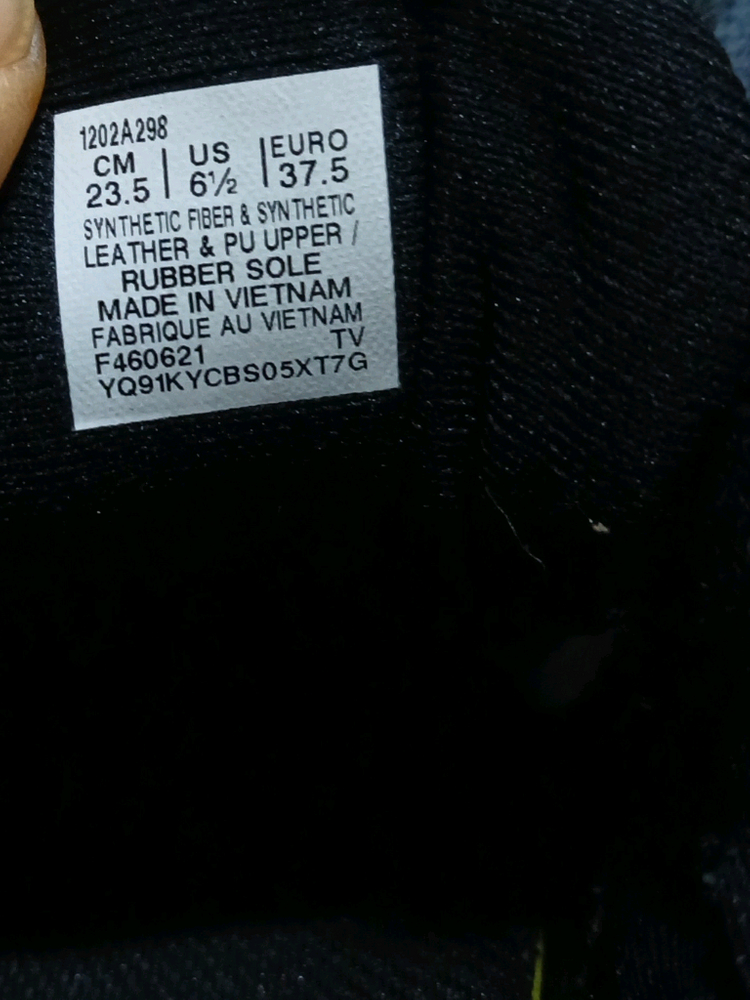 1202A298
CM | US | EURO
23.5 | 6½ | 37.5
SYNTHETIC FIBER & SYNTHETIC
LEATHER & PU UPPER /
RUBBER SOLE
MADE IN VIETNAM
FABRIQUE AU VIETNAM
F460621 TV
YQ91KYCBS05XT7G